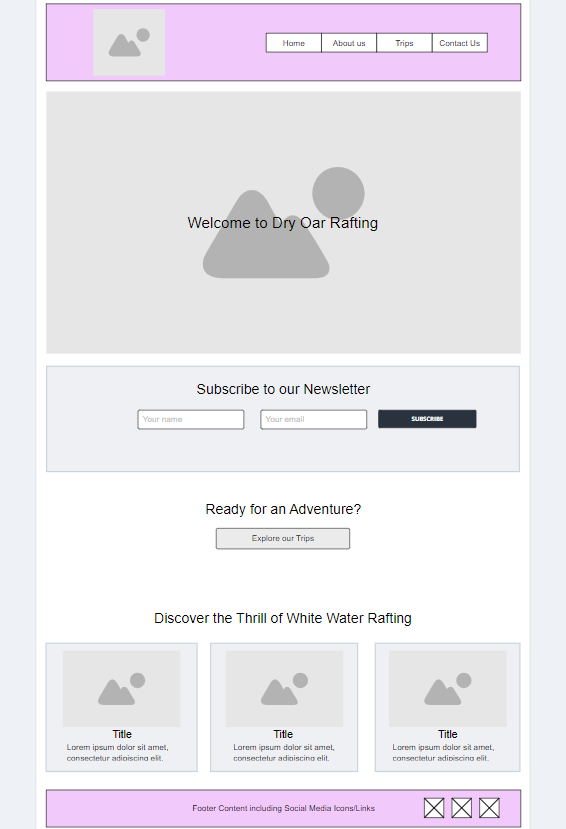 Home About us Trips Contact Us
Welcome to Dry Oar Rafting
Subscribe to our Newsletter
Your name Your email SUBSCRIBE
Ready for an Adventure?
Explore our Trips
Discover the Thrill of White Water Rafting
Title
Lorem ipsum dolor sit amet,
consectetur adipiscing elit.
Title
Lorem ipsum dolor sit amet,
consectetur adipiscing elit.
Title
Lorem ipsum dolor sit amet,
consectetur adipiscing elit.
Footer Content including Social Media Icons/Links